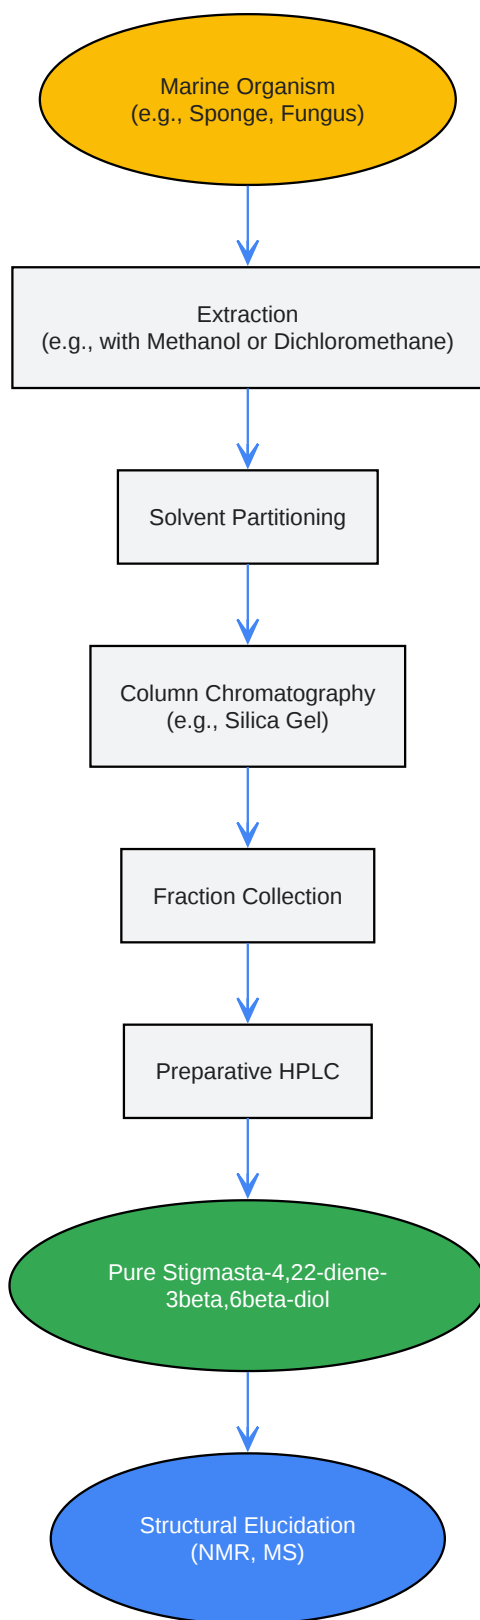 Marine Organism
(e.g., Sponge, Fungus)
Extraction
(e.g., with Methanol or Dichloromethane)
Solvent Partitioning
Column Chromatography
(e.g., Silica Gel)
Fraction Collection
Preparative HPLC
Pure Stigmasta-4,22-diene-
3beta,6beta-diol
Structural Elucidation
(NMR, MS)